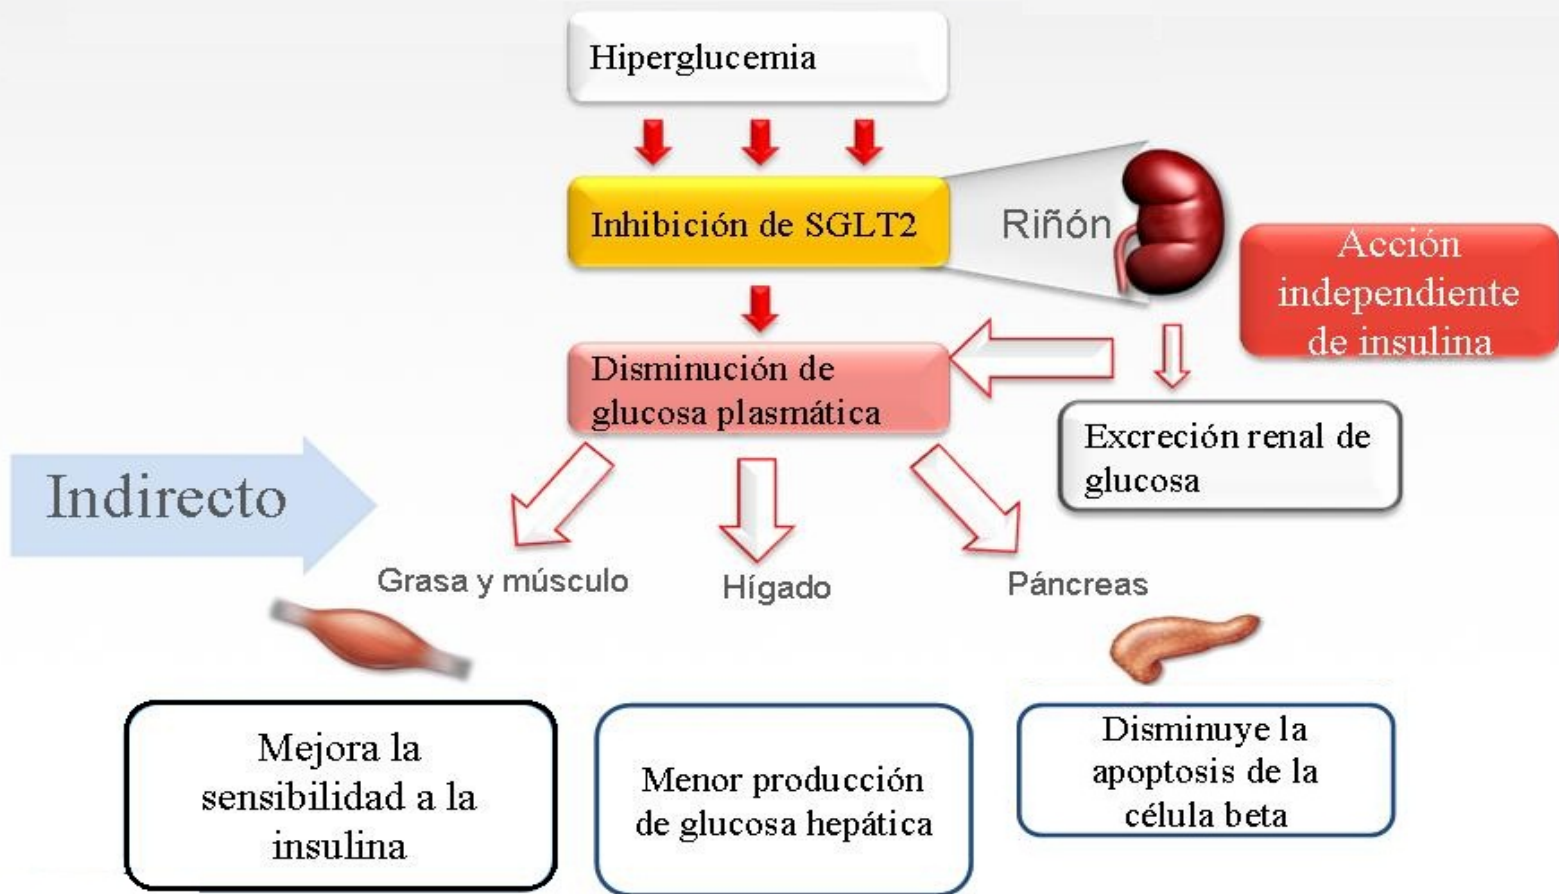 Hiperglucemia
Inhibición de SGLT2
Riñón
Acción
independiente
de insulina
Disminución de
glucosa plasmática
Excreción renal de
glucosa
Indirecto
Grasa y músculo
Hígado
Páncreas
Mejora la
sensibilidad a la
insulina
Menor producción
de glucosa hepática
Disminuye la
apoptosis de la
célula beta